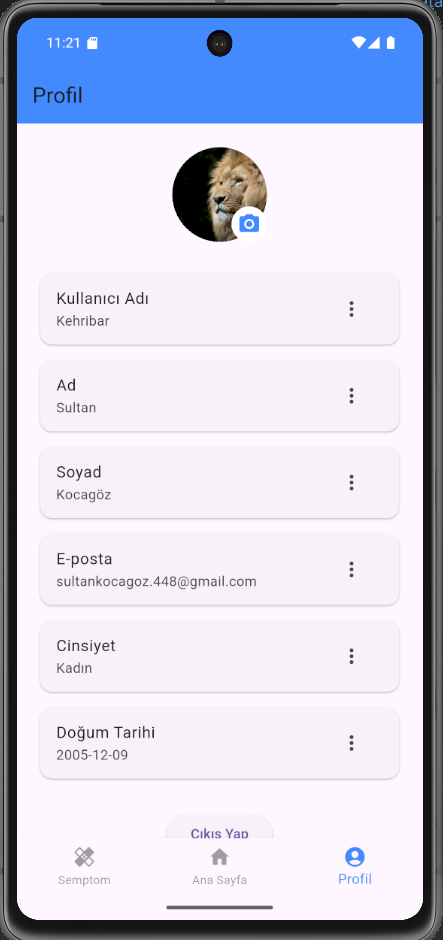 11:21
Profil
Kullanıcı Adı
Kehribar
Ad
Sultan
Soyad
Kocagöz
E-posta
sultankocagoz.448@gmail.com
Cinsiyet
Kadın
Doğum Tarihi
2005-12-09
Çıkış Yap
Semptom
Ana Sayfa
Profil